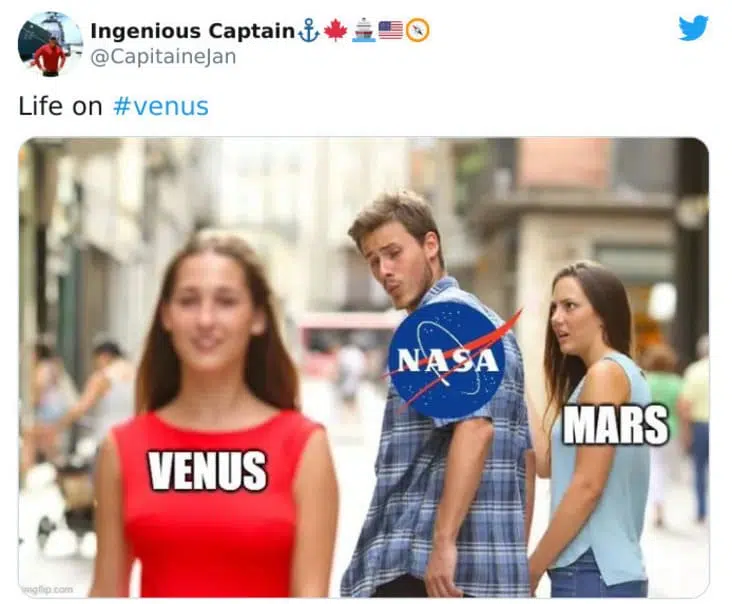 Ingenious Captain⚓🍁🚢🇺🇸🧭
@CapitaineJan
Life on #venus
NASA
MARS
VENUS
imgflip.com